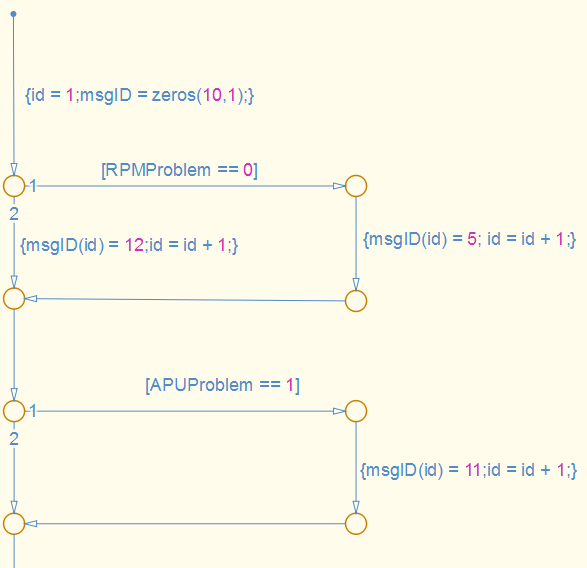 {id = 1;msgID = zeros(10,1);}
[RPMProblem == 0]
1
2
{msgID(id) = 12;id = id + 1;}
{msgID(id) = 5; id = id + 1;}
[APUProblem == 1]
1
2
{msgID(id) = 11;id = id + 1;}